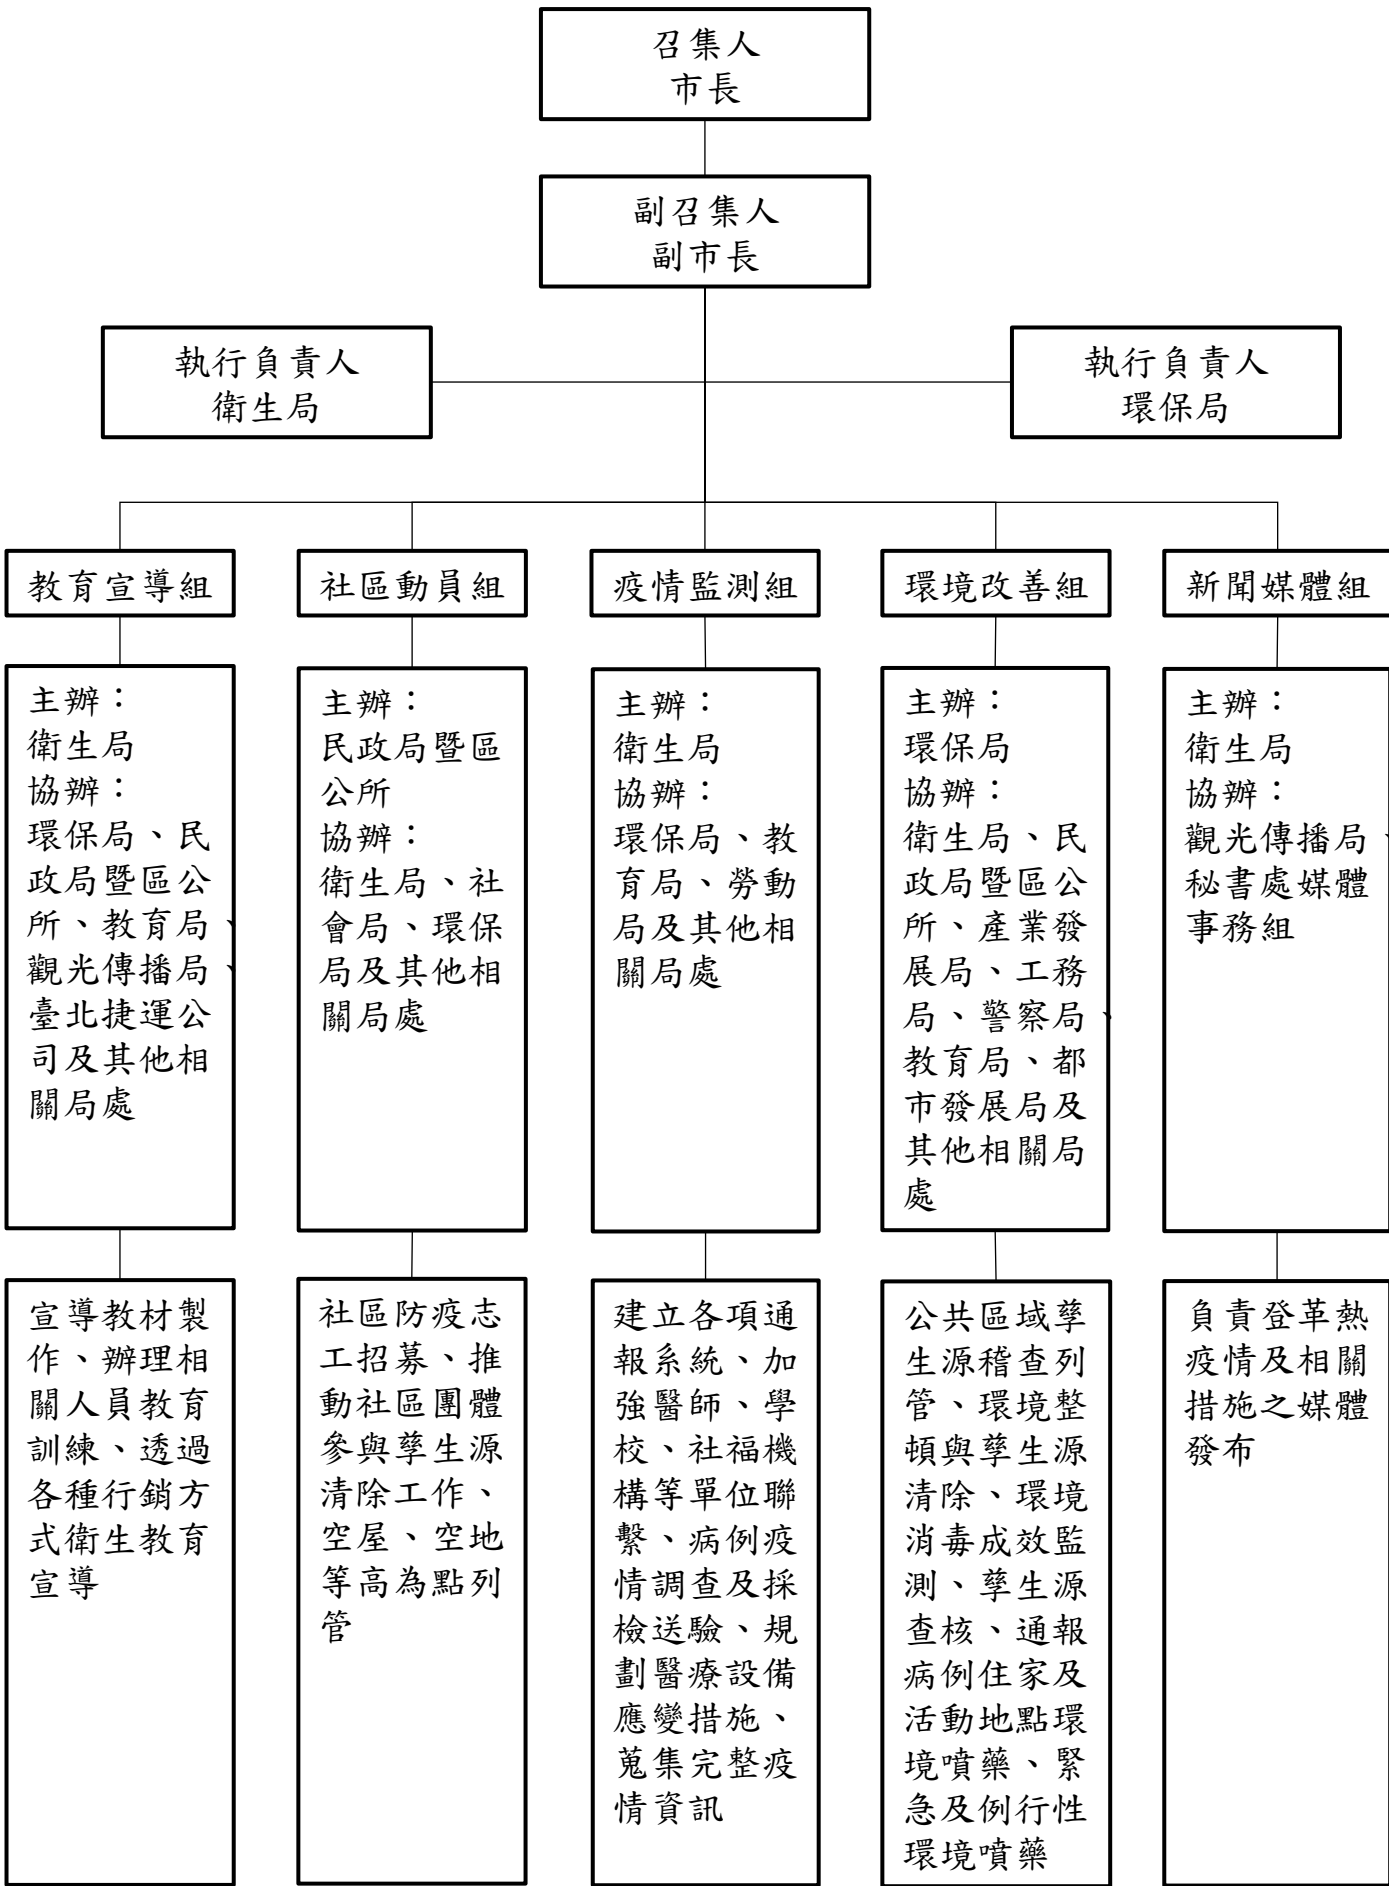 召集人
市長
副召集人
副市長
執行負責人
衛生局
執行負責人
環保局
教育宣導組
社區動員組
疫情監測組
環境改善組
新聞媒體組
主辦：
衛生局
協辦：
環保局、民
政局暨區公
所、教育局、
觀光傳播局、
臺北捷運公
司及其他相
關局處
主辦：
民政局暨區
公所
協辦：
衛生局、社
會局、環保
局及其他相
關局處
主辦：
衛生局
協辦：
環保局、教
育局、勞動
局及其他相
關局處
主辦：
環保局
協辦：
衛生局、民
政局暨區公
所、產業發
展局、工務
局、警察局、
教育局、都
市發展局及
其他相關局
處
主辦：
衛生局
協辦：
觀光傳播局、
秘書處媒體
事務組
宣導教材製
作、辦理相
關人員教育
訓練、透過
各種行銷方
式衛生教育
宣導
社區防疫志
工招募、推
動社區團體
參與孳生源
清除工作、
空屋、空地
等高為點列
管
建立各項通
報系統、加
強醫師、學
校、社福機
構等單位聯
繫、病例疫
情調查及採
檢送驗、規
劃醫療設備
應變措施、
蒐集完整疫
情資訊
公共區域孳
生源稽查列
管、環境整
頓與孳生源
清除、環境
消毒成效監
測、孳生源
查核、通報
病例住家及
活動地點環
境噴藥、緊
急及例行性
環境噴藥
負責登革熱
疫情及相關
措施之媒體
發布